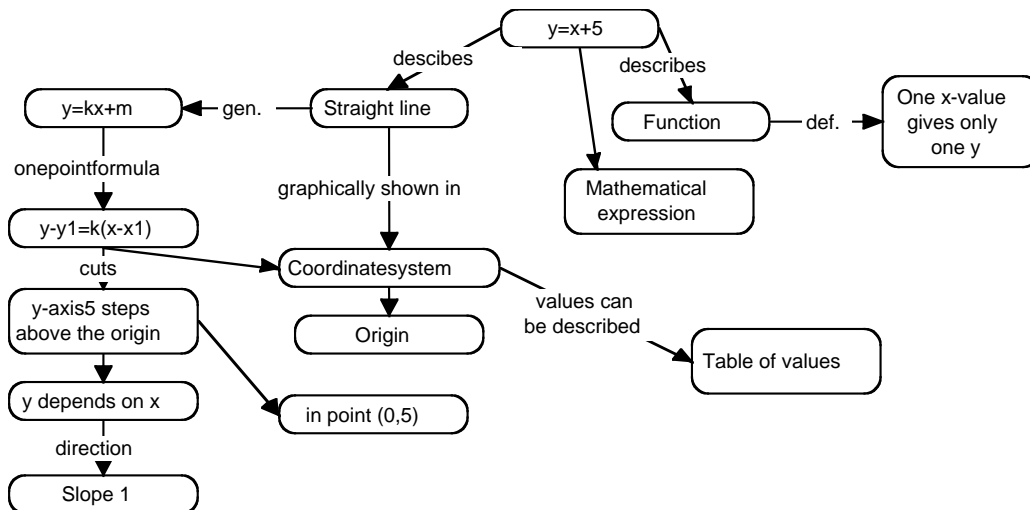 y=x+5
descibes
describes
y=kx+m
gen.
Straight line
Function
def.
One x-value
gives only
one y
onepointformula
graphically shown in
Mathematical
expression
y-y1=k(x-x1)
cuts
Coordinatesystem
y-axis5 steps
above the origin
Origin
values can
be described
Table of values
y depends on x
in point (0,5)
direction
Slope 1